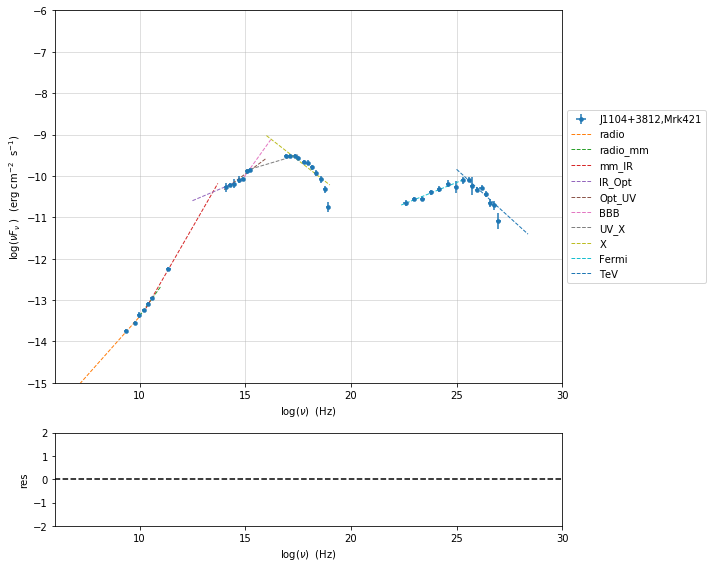 −6
−7
−8
−9
−10
−11
−12
−13
−14
−15
log(νF_ν )  (erg cm⁻²  s⁻¹)
10 15 20 25 30
log(ν)  (Hz)
J1104+3812,Mrk421
radio
radio_mm
mm_IR
IR_Opt
Opt_UV
BBB
UV_X
X
Fermi
TeV
2
1
0
−1
−2
res
10 15 20 25 30
log(ν)  (Hz)